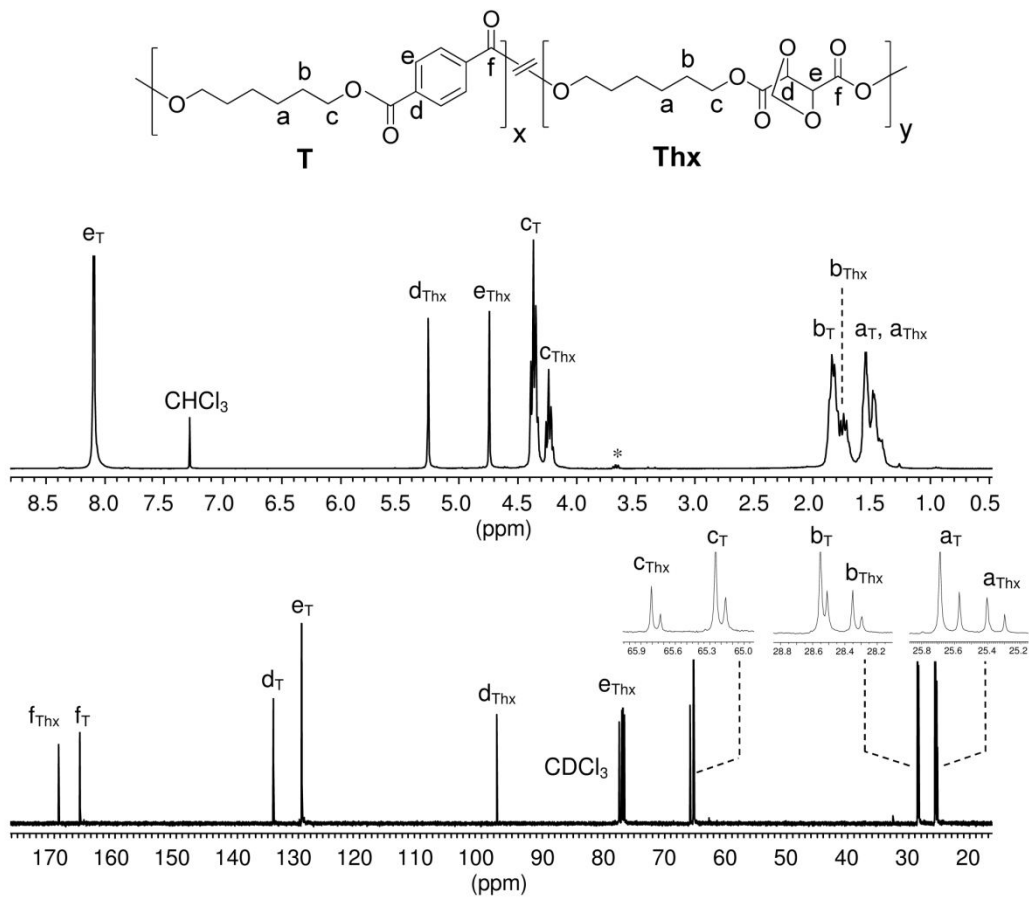 O b a c O O d e O f x O b a c O O O d O e O f O y
T Thx
e_T d_Thx e_Thx c_T c_Thx b_T b_Thx a_T, a_Thx
CHCl₃ *
8.5 8.0 7.5 7.0 6.5 6.0 5.5 5.0 4.5 4.0 3.5 3.0 2.5 2.0 1.5 1.0 0.5
(ppm)
f_Thx f_T d_T e_T d_Thx e_Thx
CDCl₃
c_Thx c_T b_T b_Thx a_T a_Thx
65.9 65.6 65.3 65.0 28.8 28.6 28.4 28.2 25.8 25.6 25.4 25.2
170 160 150 140 130 120 110 100 90 80 70 60 50 40 30 20
(ppm)